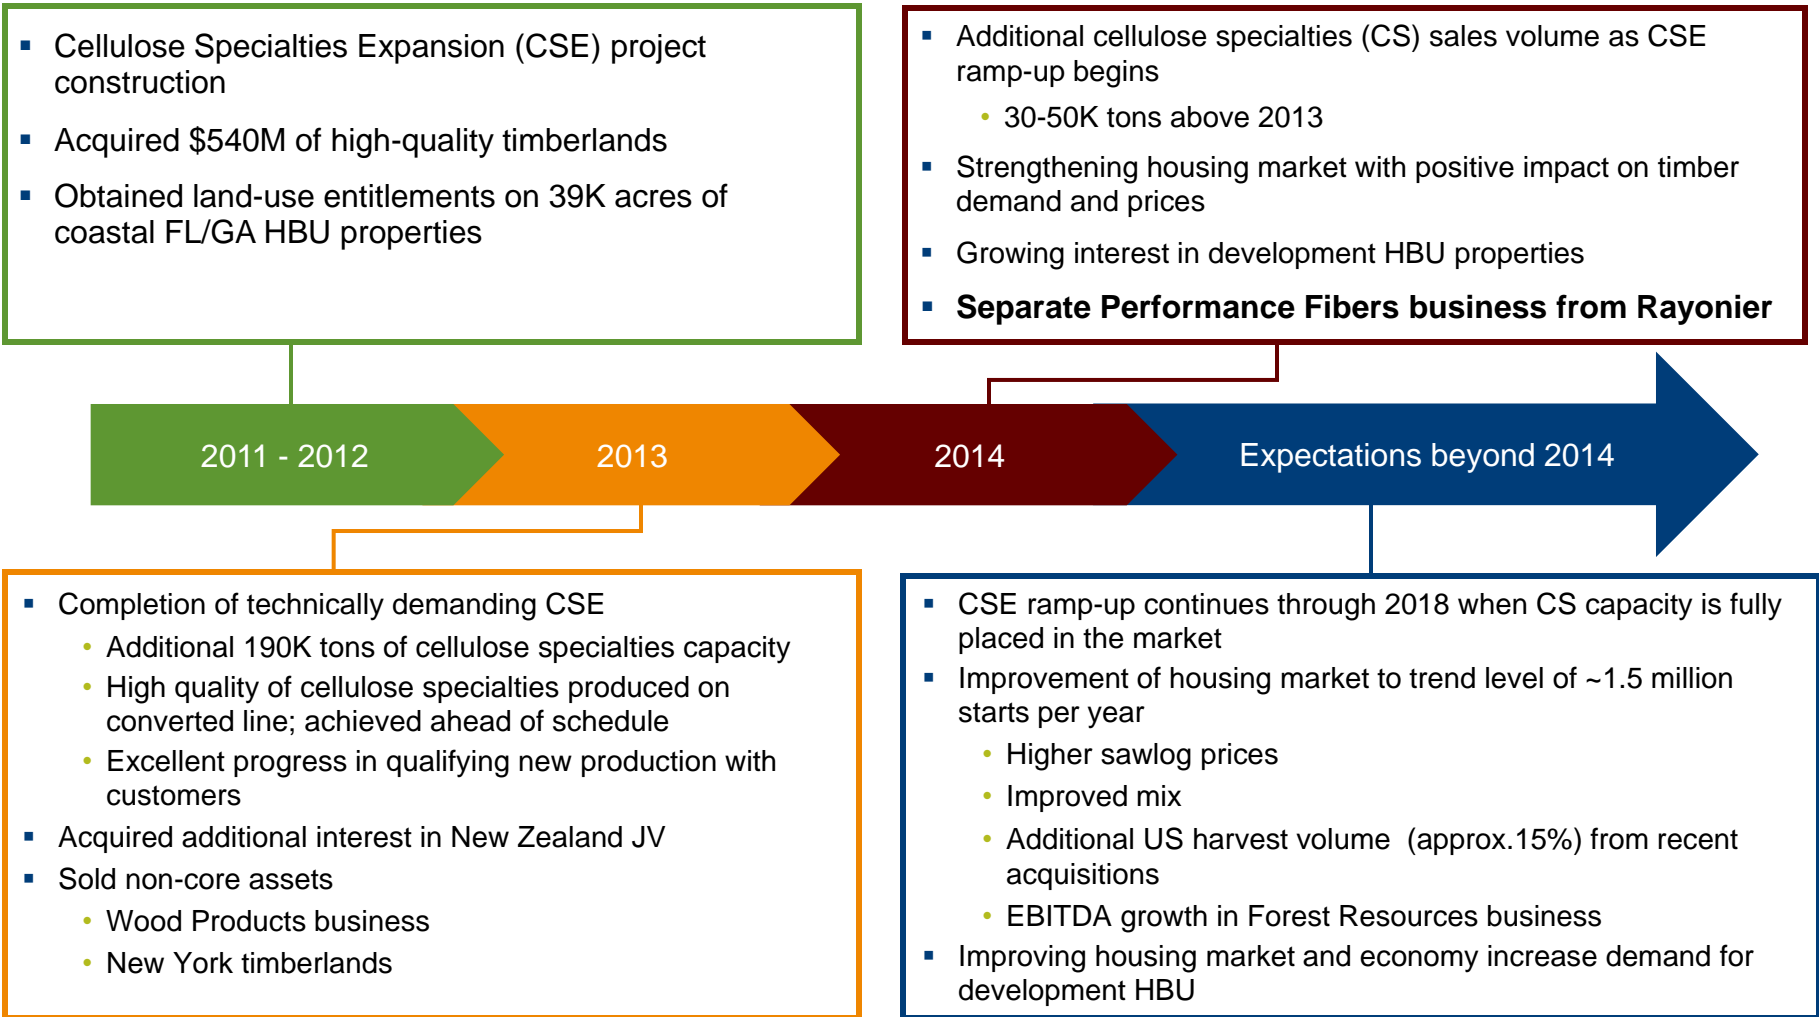 ▪ Cellulose Specialties Expansion (CSE) project
construction
▪ Acquired $540M of high-quality timberlands
▪ Obtained land-use entitlements on 39K acres of
coastal FL/GA HBU properties
▪ Additional cellulose specialties (CS) sales volume as CSE
ramp-up begins
• 30-50K tons above 2013
▪ Strengthening housing market with positive impact on timber
demand and prices
▪ Growing interest in development HBU properties
▪ Separate Performance Fibers business from Rayonier
2011 - 2012
2013
2014
Expectations beyond 2014
▪ Completion of technically demanding CSE
• Additional 190K tons of cellulose specialties capacity
• High quality of cellulose specialties produced on
converted line; achieved ahead of schedule
• Excellent progress in qualifying new production with
customers
▪ Acquired additional interest in New Zealand JV
▪ Sold non-core assets
• Wood Products business
• New York timberlands
▪ CSE ramp-up continues through 2018 when CS capacity is fully
placed in the market
▪ Improvement of housing market to trend level of ~1.5 million
starts per year
• Higher sawlog prices
• Improved mix
• Additional US harvest volume (approx.15%) from recent
acquisitions
• EBITDA growth in Forest Resources business
▪ Improving housing market and economy increase demand for
development HBU